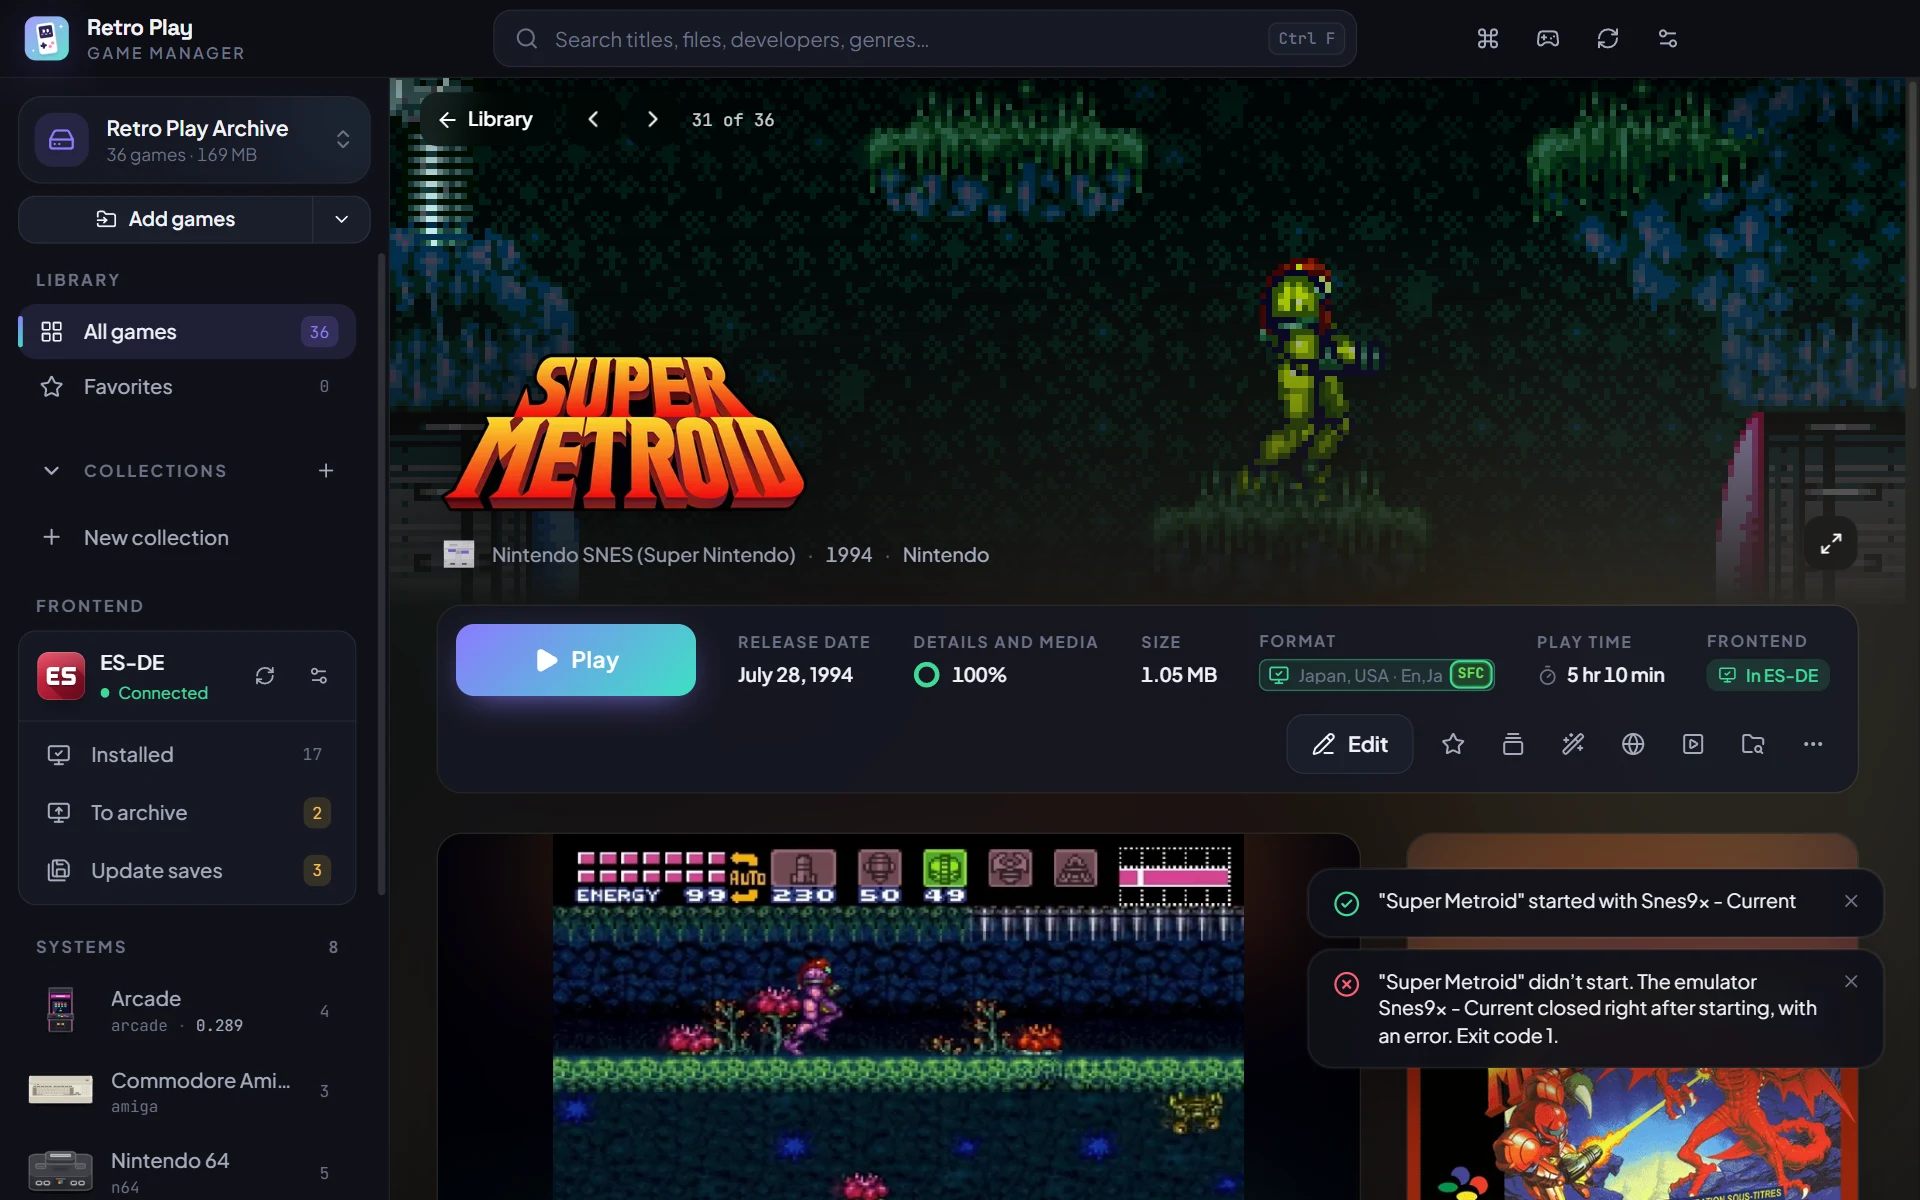 Retro Play
GAME MANAGER
Search titles, files, developers, genres...
Ctrl F
Retro Play Archive
36 games · 169 MB
Add games
LIBRARY
All games
36
Favorites
0
COLLECTIONS
New collection
FRONTEND
ES
ES-DE
Connected
Installed
17
To archive
2
Update saves
3
SYSTEMS
8
Arcade
arcade · 0.289
4
Commodore Ami...
amiga
3
Nintendo 64
n64
5
Library
31 of 36
SUPER
METROID
Nintendo SNES (Super Nintendo) · 1994 · Nintendo
Play
RELEASE DATE
July 28, 1994
DETAILS AND MEDIA
100%
SIZE
1.05 MB
FORMAT
Japan, USA · En,Ja
SFC
PLAY TIME
5 hr 10 min
FRONTEND
In ES-DE
Edit
ENERGY 99
AUTO
230
50
49
"Super Metroid" started with Snes9x - Current
"Super Metroid" didn’t start. The emulator
Snes9x - Current closed right after starting, with
an error. Exit code 1.